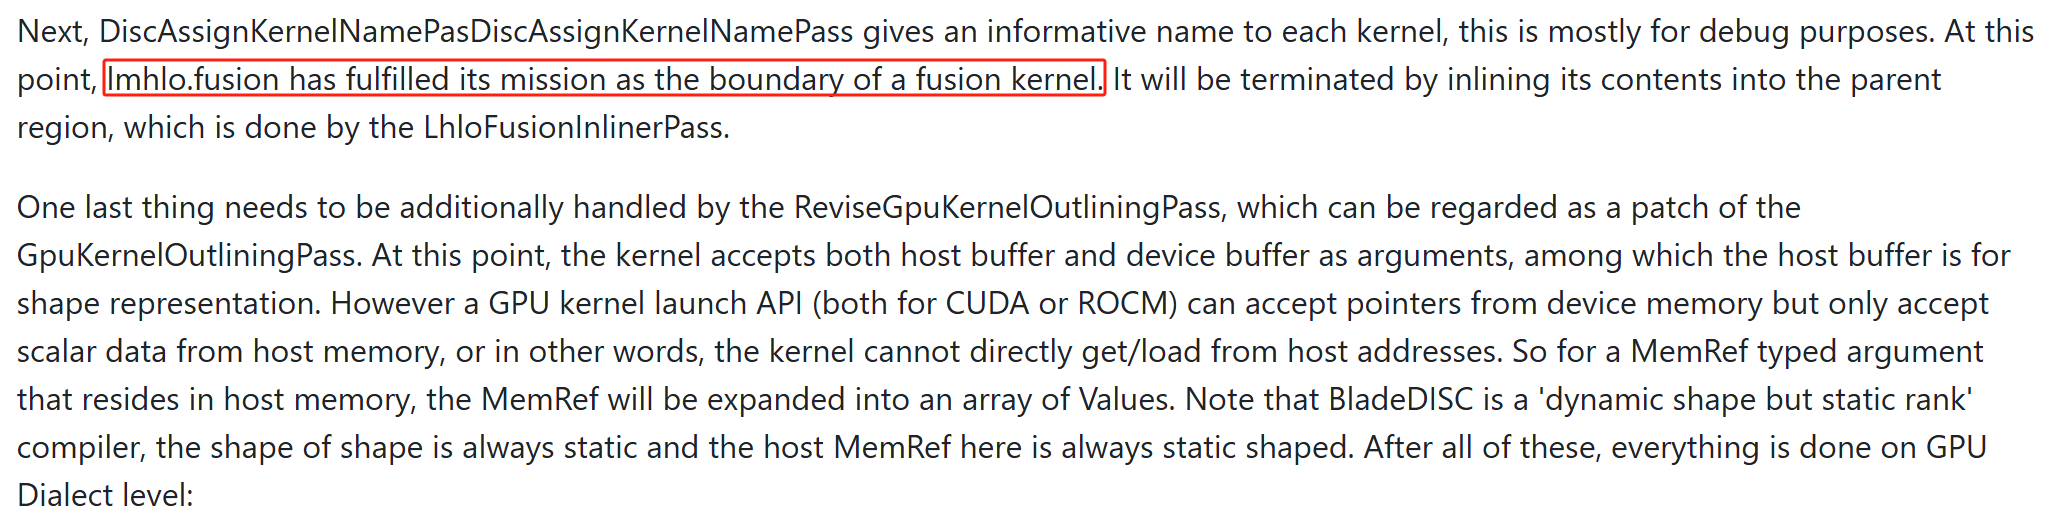 Next, DiscAssignKernelNamePasDiscAssignKernelNamePass gives an informative name to each kernel, this is mostly for debug purposes. At this
point, lmhlo.fusion has fulfilled its mission as the boundary of a fusion kernel. It will be terminated by inlining its contents into the parent
region, which is done by the LhloFusionInlinerPass.
One last thing needs to be additionally handled by the ReviseGpuKernelOutliningPass, which can be regarded as a patch of the
GpuKernelOutliningPass. At this point, the kernel accepts both host buffer and device buffer as arguments, among which the host buffer is for
shape representation. However a GPU kernel launch API (both for CUDA or ROCM) can accept pointers from device memory but only accept
scalar data from host memory, or in other words, the kernel cannot directly get/load from host addresses. So for a MemRef typed argument
that resides in host memory, the MemRef will be expanded into an array of Values. Note that BladeDISC is a 'dynamic shape but static rank'
compiler, the shape of shape is always static and the host MemRef here is always static shaped. After all of these, everything is done on GPU
Dialect level: